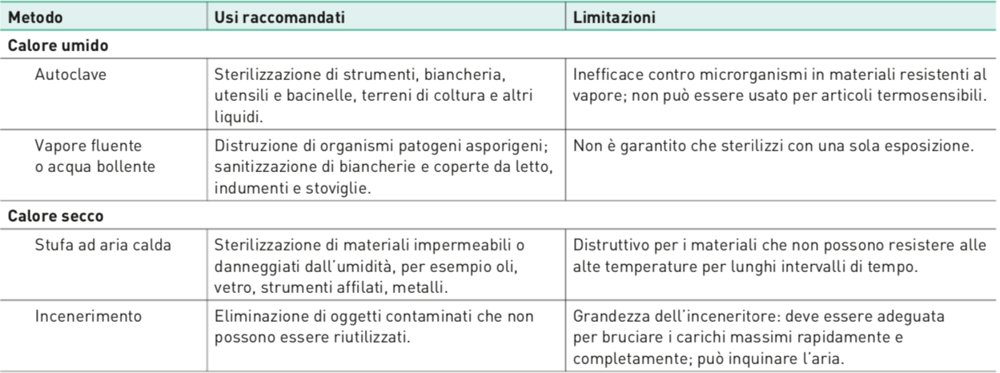 Metodo Usi raccomandati Limitazioni
Calore umido
Autoclave Sterilizzazione di strumenti, biancheria, Inefficace contro microrganismi in materiali resistenti al
utensili e bacinelle, terreni di coltura e altri vapore; non può essere usato per articoli termosensibili.
liquidi.
Vapore fluente Distruzione di organismi patogeni asporigeni; Non è garantito che sterilizzi con una sola esposizione.
o acqua bollente sanitizzazione di biancherie e coperte da letto,
indumenti e stoviglie.
Calore secco
Stufa ad aria calda Sterilizzazione di materiali impermeabili o Distruttivo per i materiali che non possono resistere alle
danneggiati dall'umidità, per esempio oli, alte temperature per lunghi intervalli di tempo.
vetro, strumenti affilati, metalli.
Incenerimento Eliminazione di oggetti contaminati che non Grandezza dell'inceneritore: deve essere adeguata
possono essere riutilizzati. per bruciare i carichi massimi rapidamente e
completamente; può inquinare l'aria.